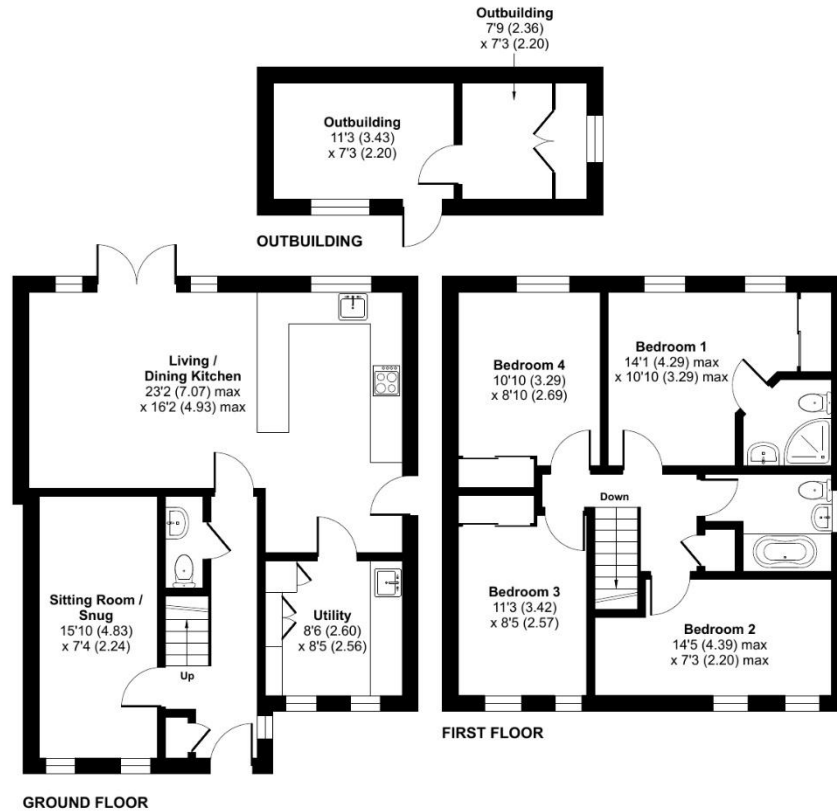 Outbuilding
7'9 (2.36)
x 7'3 (2.20)
Outbuilding
11'3 (3.43)
x 7'3 (2.20)
OUTBUILDING
Living /
Dining Kitchen
23'2 (7.07) max
x 16'2 (4.93) max
Sitting Room /
Snug
15'10 (4.83)
x 7'4 (2.24)
Up
Utility
8'6 (2.60)
x 8'5 (2.56)
GROUND FLOOR
Bedroom 4
10'10 (3.29)
x 8'10 (2.69)
Bedroom 1
14'1 (4.29) max
x 10'10 (3.29) max
Down
Bedroom 3
11'3 (3.42)
x 8'5 (2.57)
Bedroom 2
14'5 (4.39) max
x 7'3 (2.20) max
FIRST FLOOR